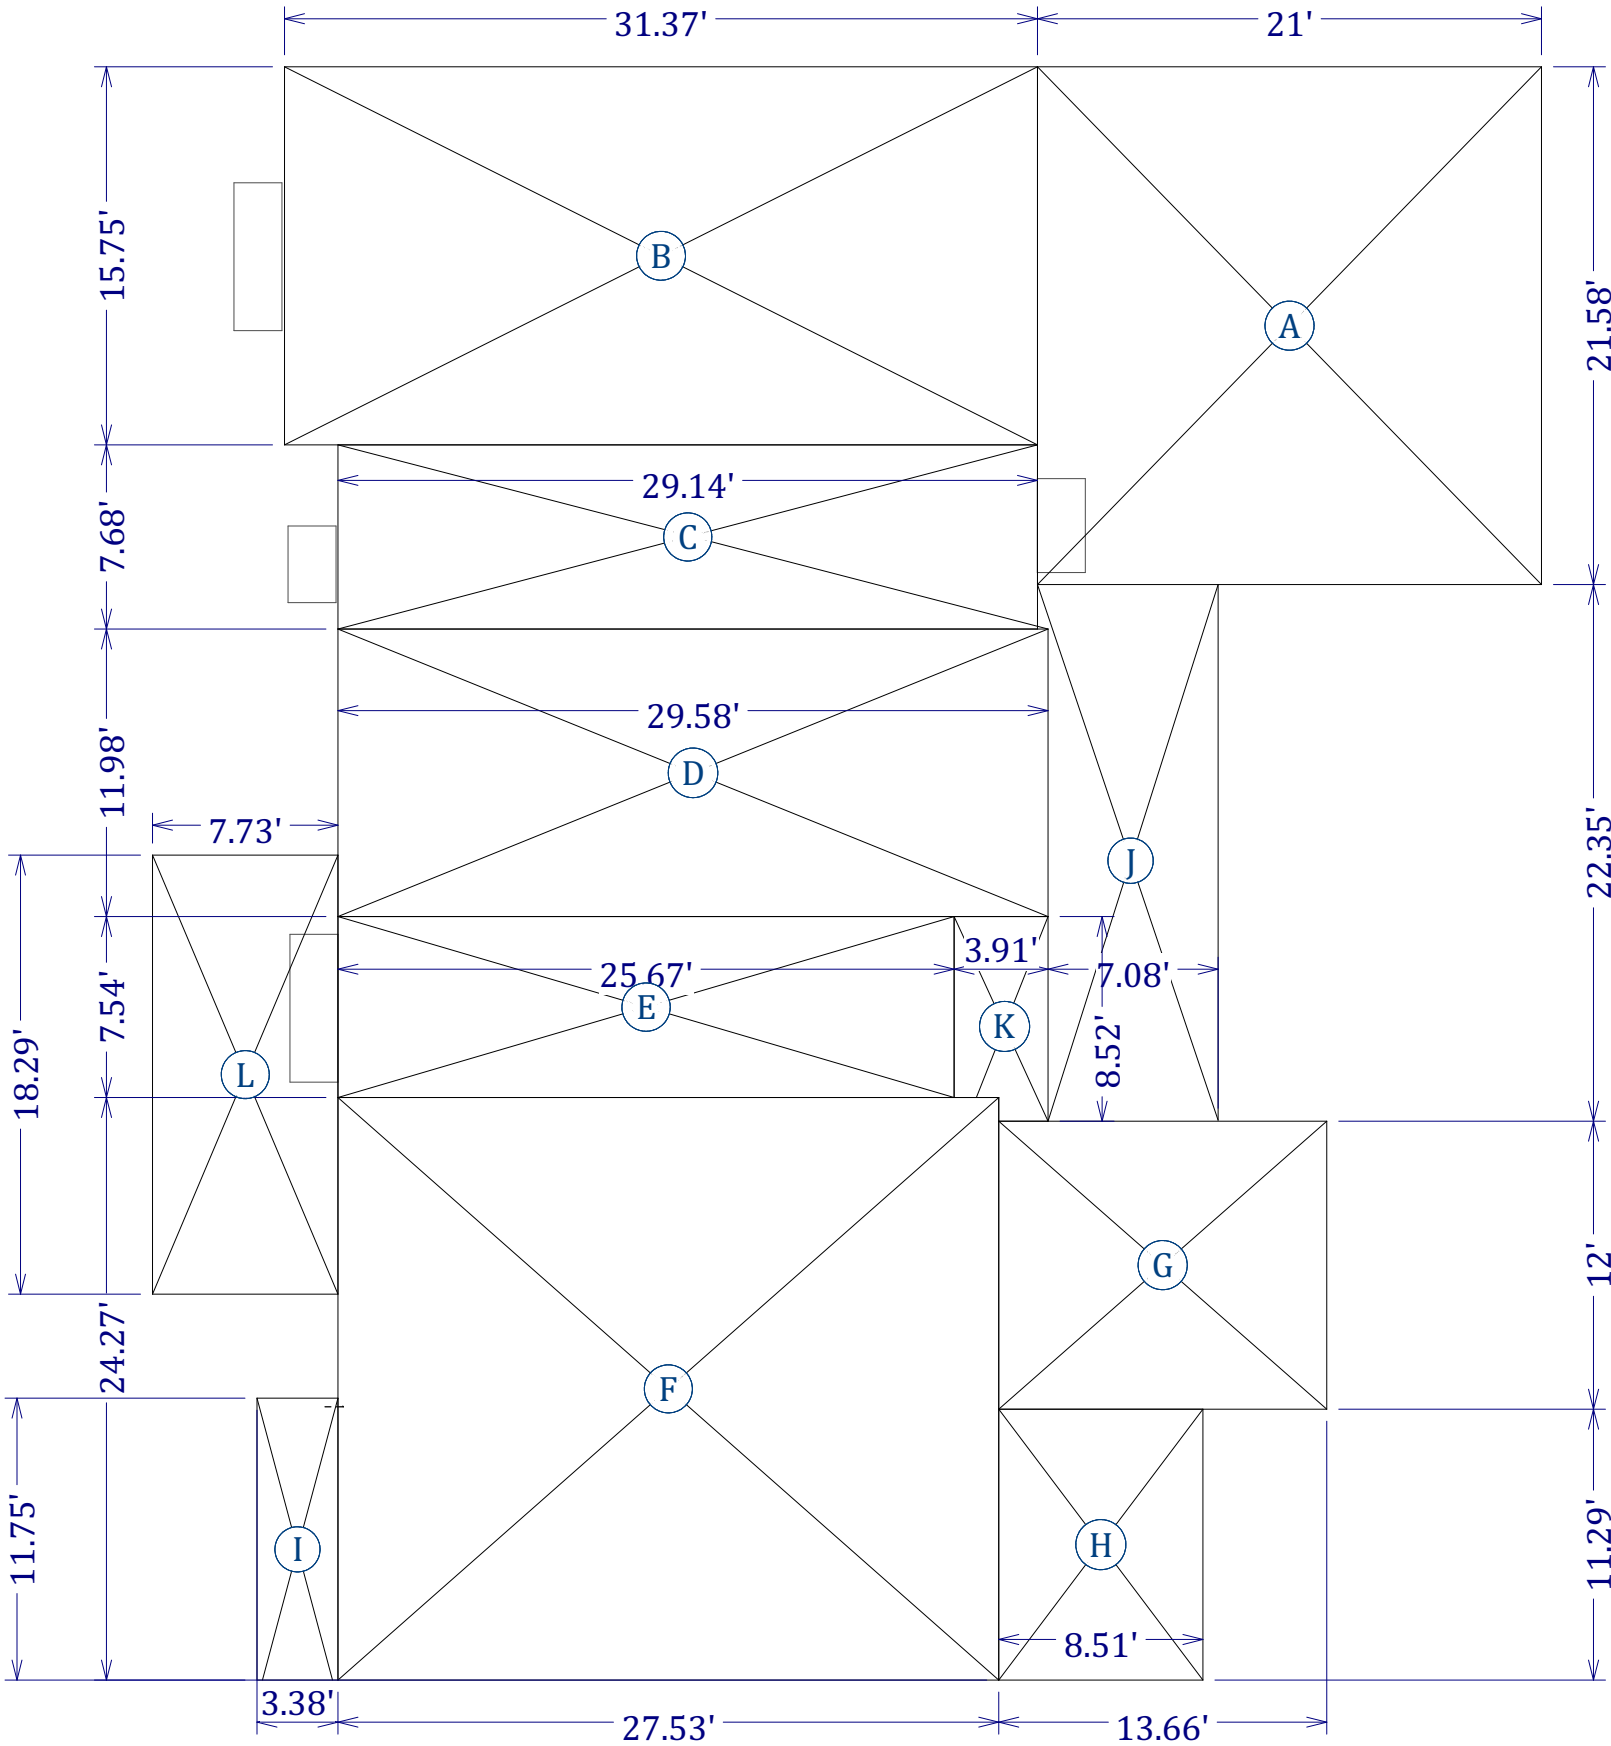 31.37'
21'
15.75'
B
A
21.58'
29.14'
7.68'
C
29.58'
11.98'
D
7.73'
J
22.35'
3.91'
25.67'
7.08'
7.54'
E
K
8.52'
18.29'
L
G
12'
24.27'
F
11.75'
I
H
11.29'
8.51'
3.38'
27.53'
13.66'